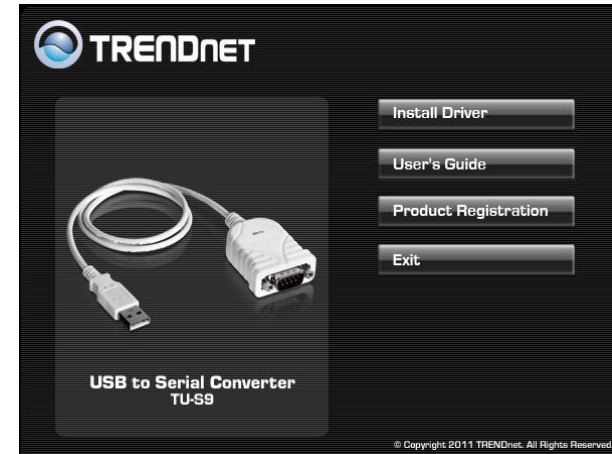 TRENDNET
Install Driver
User's Guide
Product Registration
Exit
USB to Serial Converter
TU-S9
© Copyright 2011 TRENDnet. All Rights Reserved.